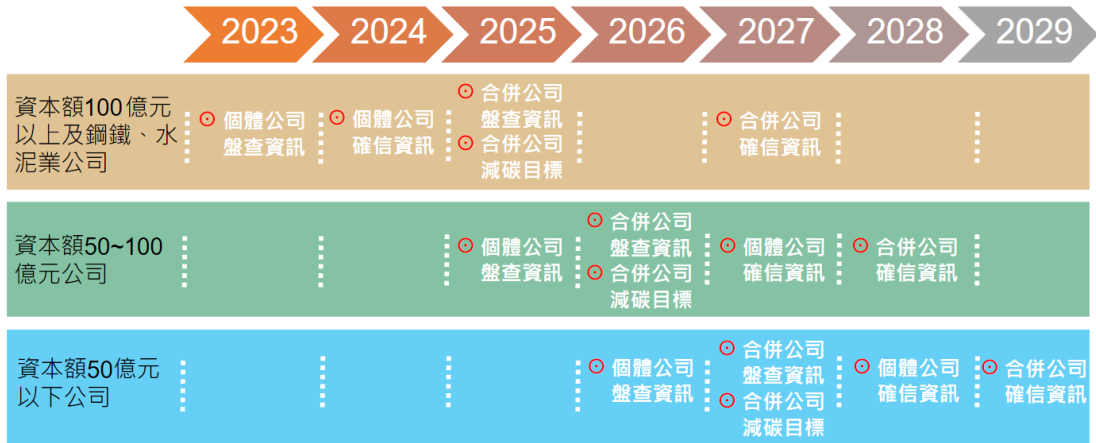 2023 2024 2025 2026 2027 2028 2029
資本額100億元
以上及鋼鐵、水
泥業公司
個體公司
盤查資訊
個體公司
確信資訊
合併公司
盤查資訊
合併公司
減碳目標
合併公司
確信資訊
資本額50~100
億元公司
個體公司
盤查資訊
合併公司
盤查資訊
合併公司
減碳目標
個體公司
確信資訊
合併公司
確信資訊
資本額50億元
以下公司
個體公司
盤查資訊
合併公司
盤查資訊
合併公司
減碳目標
個體公司
確信資訊
合併公司
確信資訊